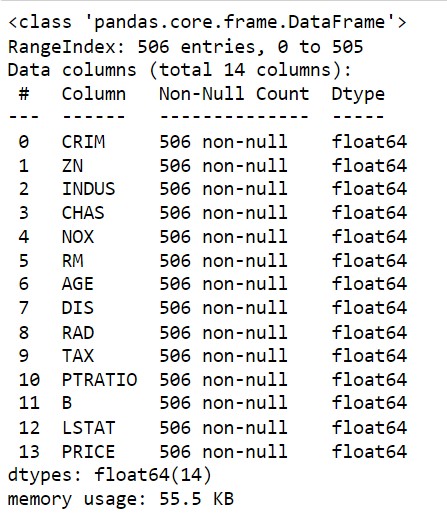 <class 'pandas.core.frame.DataFrame'>
RangeIndex: 506 entries, 0 to 505
Data columns (total 14 columns):
 #   Column   Non-Null Count  Dtype
---  ------   --------------  -----
 0   CRIM     506 non-null    float64
 1   ZN       506 non-null    float64
 2   INDUS    506 non-null    float64
 3   CHAS     506 non-null    float64
 4   NOX      506 non-null    float64
 5   RM       506 non-null    float64
 6   AGE      506 non-null    float64
 7   DIS      506 non-null    float64
 8   RAD      506 non-null    float64
 9   TAX      506 non-null    float64
 10  PTRATIO  506 non-null    float64
 11  B        506 non-null    float64
 12  LSTAT    506 non-null    float64
 13  PRICE    506 non-null    float64
dtypes: float64(14)
memory usage: 55.5 KB